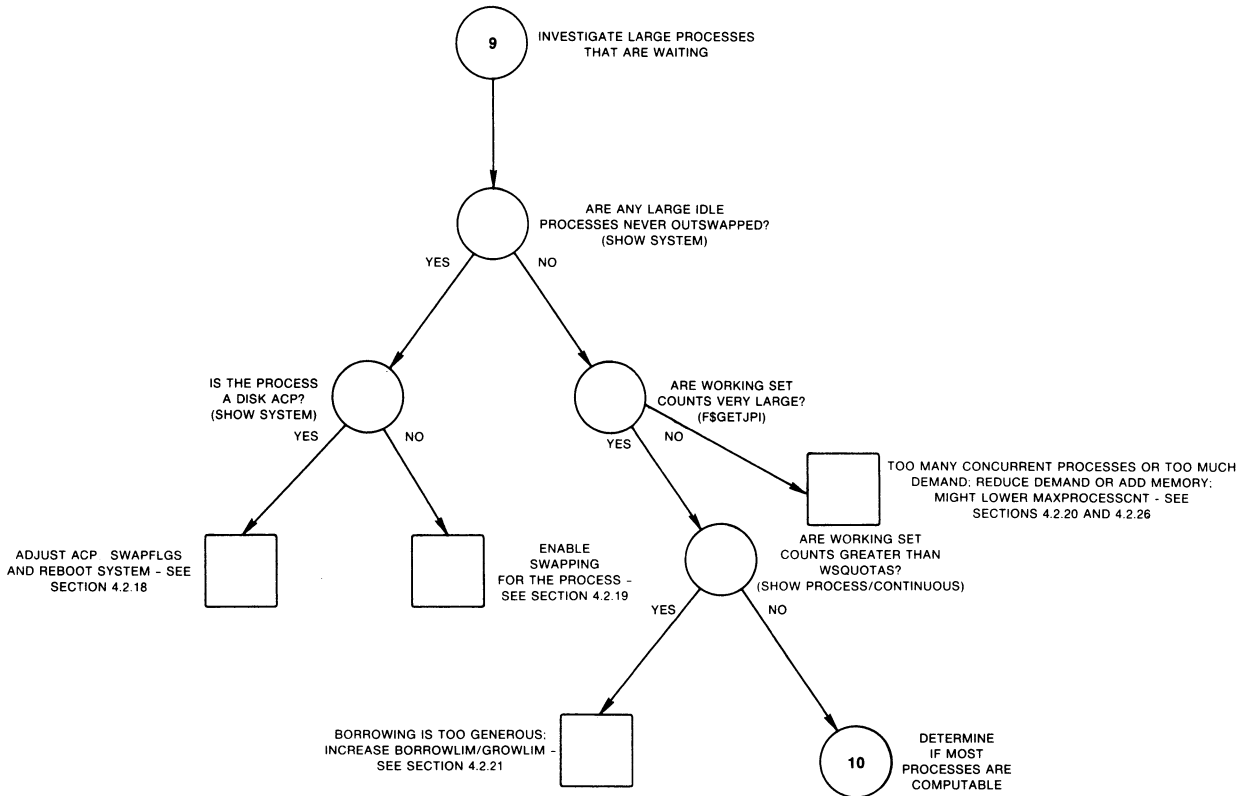 9
INVESTIGATE LARGE PROCESSES
THAT ARE WAITING
ARE ANY LARGE IDLE
PROCESSES NEVER OUTSWAPPED?
(SHOW SYSTEM)
YES
NO
IS THE PROCESS
A DISK ACP?
(SHOW SYSTEM)
YES
NO
ARE WORKING SET
COUNTS VERY LARGE?
(F$GETJPI)
YES
NO
TOO MANY CONCURRENT PROCESSES OR TOO MUCH
DEMAND; REDUCE DEMAND OR ADD MEMORY;
MIGHT LOWER MAXPROCESSCNT - SEE
SECTIONS 4.2.20 AND 4.2.26
ADJUST ACP SWAPFLGS
AND REBOOT SYSTEM - SEE
SECTION 4.2.18
ENABLE
SWAPPING
FOR THE PROCESS -
SEE SECTION 4.2.19
ARE WORKING SET
COUNTS GREATER THAN
WSQUOTAS?
(SHOW PROCESS/CONTINUOUS)
YES
NO
BORROWING IS TOO GENEROUS:
INCREASE BORROWLIM/GROWLIM -
SEE SECTION 4.2.21
10
DETERMINE
IF MOST
PROCESSES ARE
COMPUTABLE